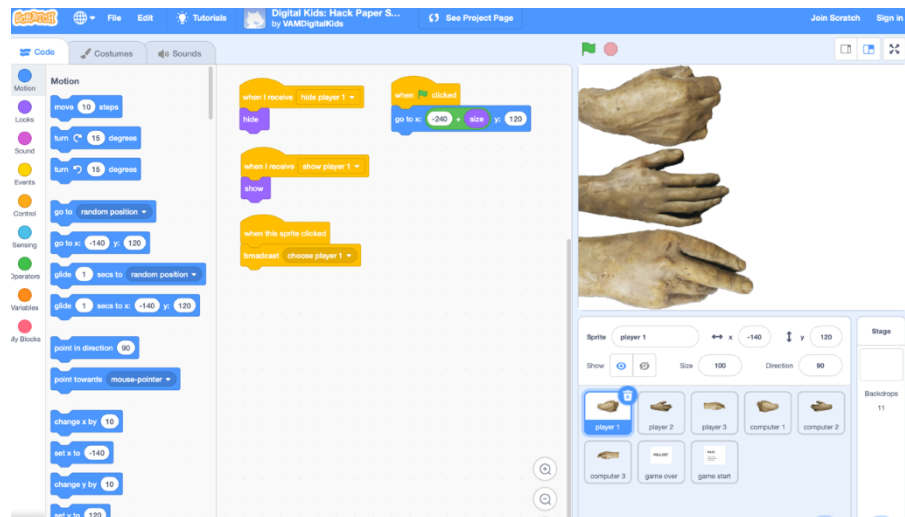 SCRATCH
File Edit Tutorials
Digital Kids: Hack Paper S...
by VAMDigitalKids
See Project Page
Join Scratch Sign in
Code Costumes Sounds
Motion
Looks
Sound
Events
Control
Sensing
Operators
Variables
My Blocks
Motion
move 10 steps
turn 15 degrees
turn 15 degrees
go to random position
go to x: -140 y: 120
glide 1 secs to random position
glide 1 secs to x: -140 y: 120
point in direction 90
point towards mouse-pointer
change x by 10
set x to -140
change y by 10
set y to 120
when I receive hide player 1
hide
when I receive show player 1
show
when this sprite clicked
broadcast choose player 1
when clicked
go to x: -240 + size y: 120
Sprite player 1 x -140 y 120
Show Size 100 Direction 90
player 1
player 2
player 3
computer 1
computer 2
computer 3
game over
game start
Stage
Backdrops
11